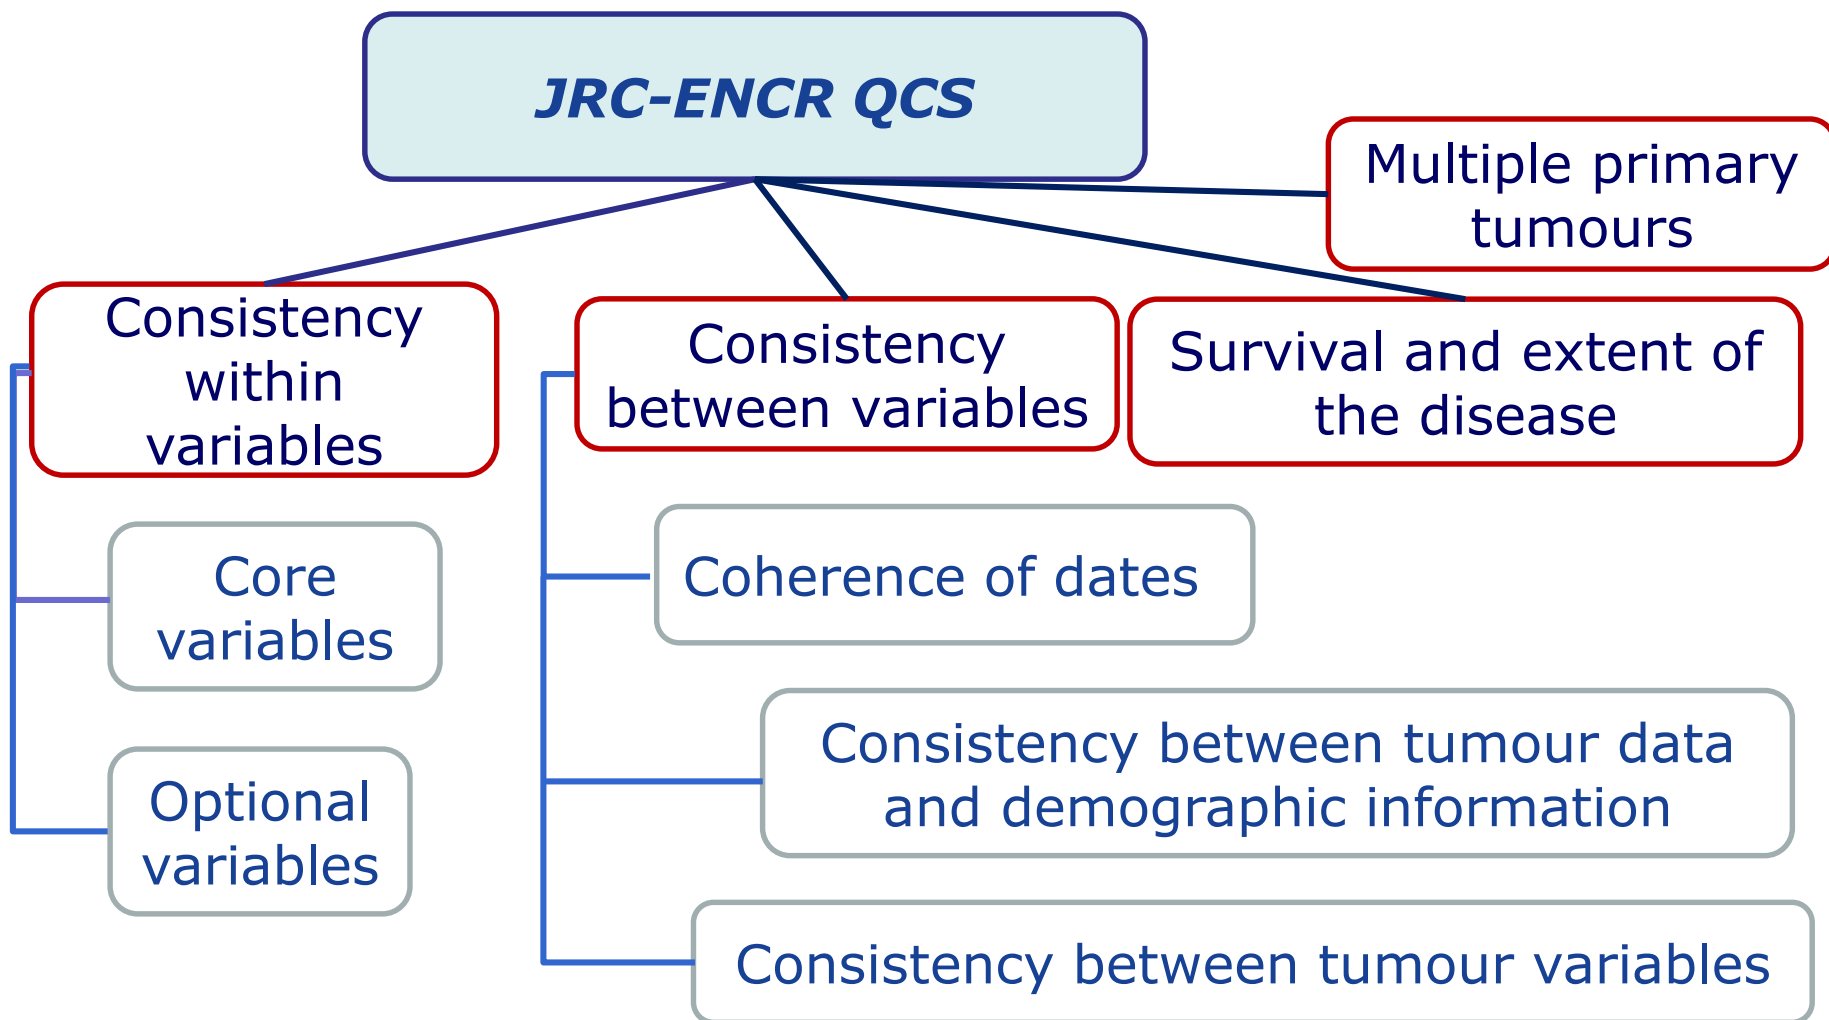 JRC-ENCR QCS
Multiple primary
tumours
Consistency
within
variables
Consistency
between variables
Survival and extent of
the disease
Core
variables
Optional
variables
Coherence of dates
Consistency between tumour data
and demographic information
Consistency between tumour variables